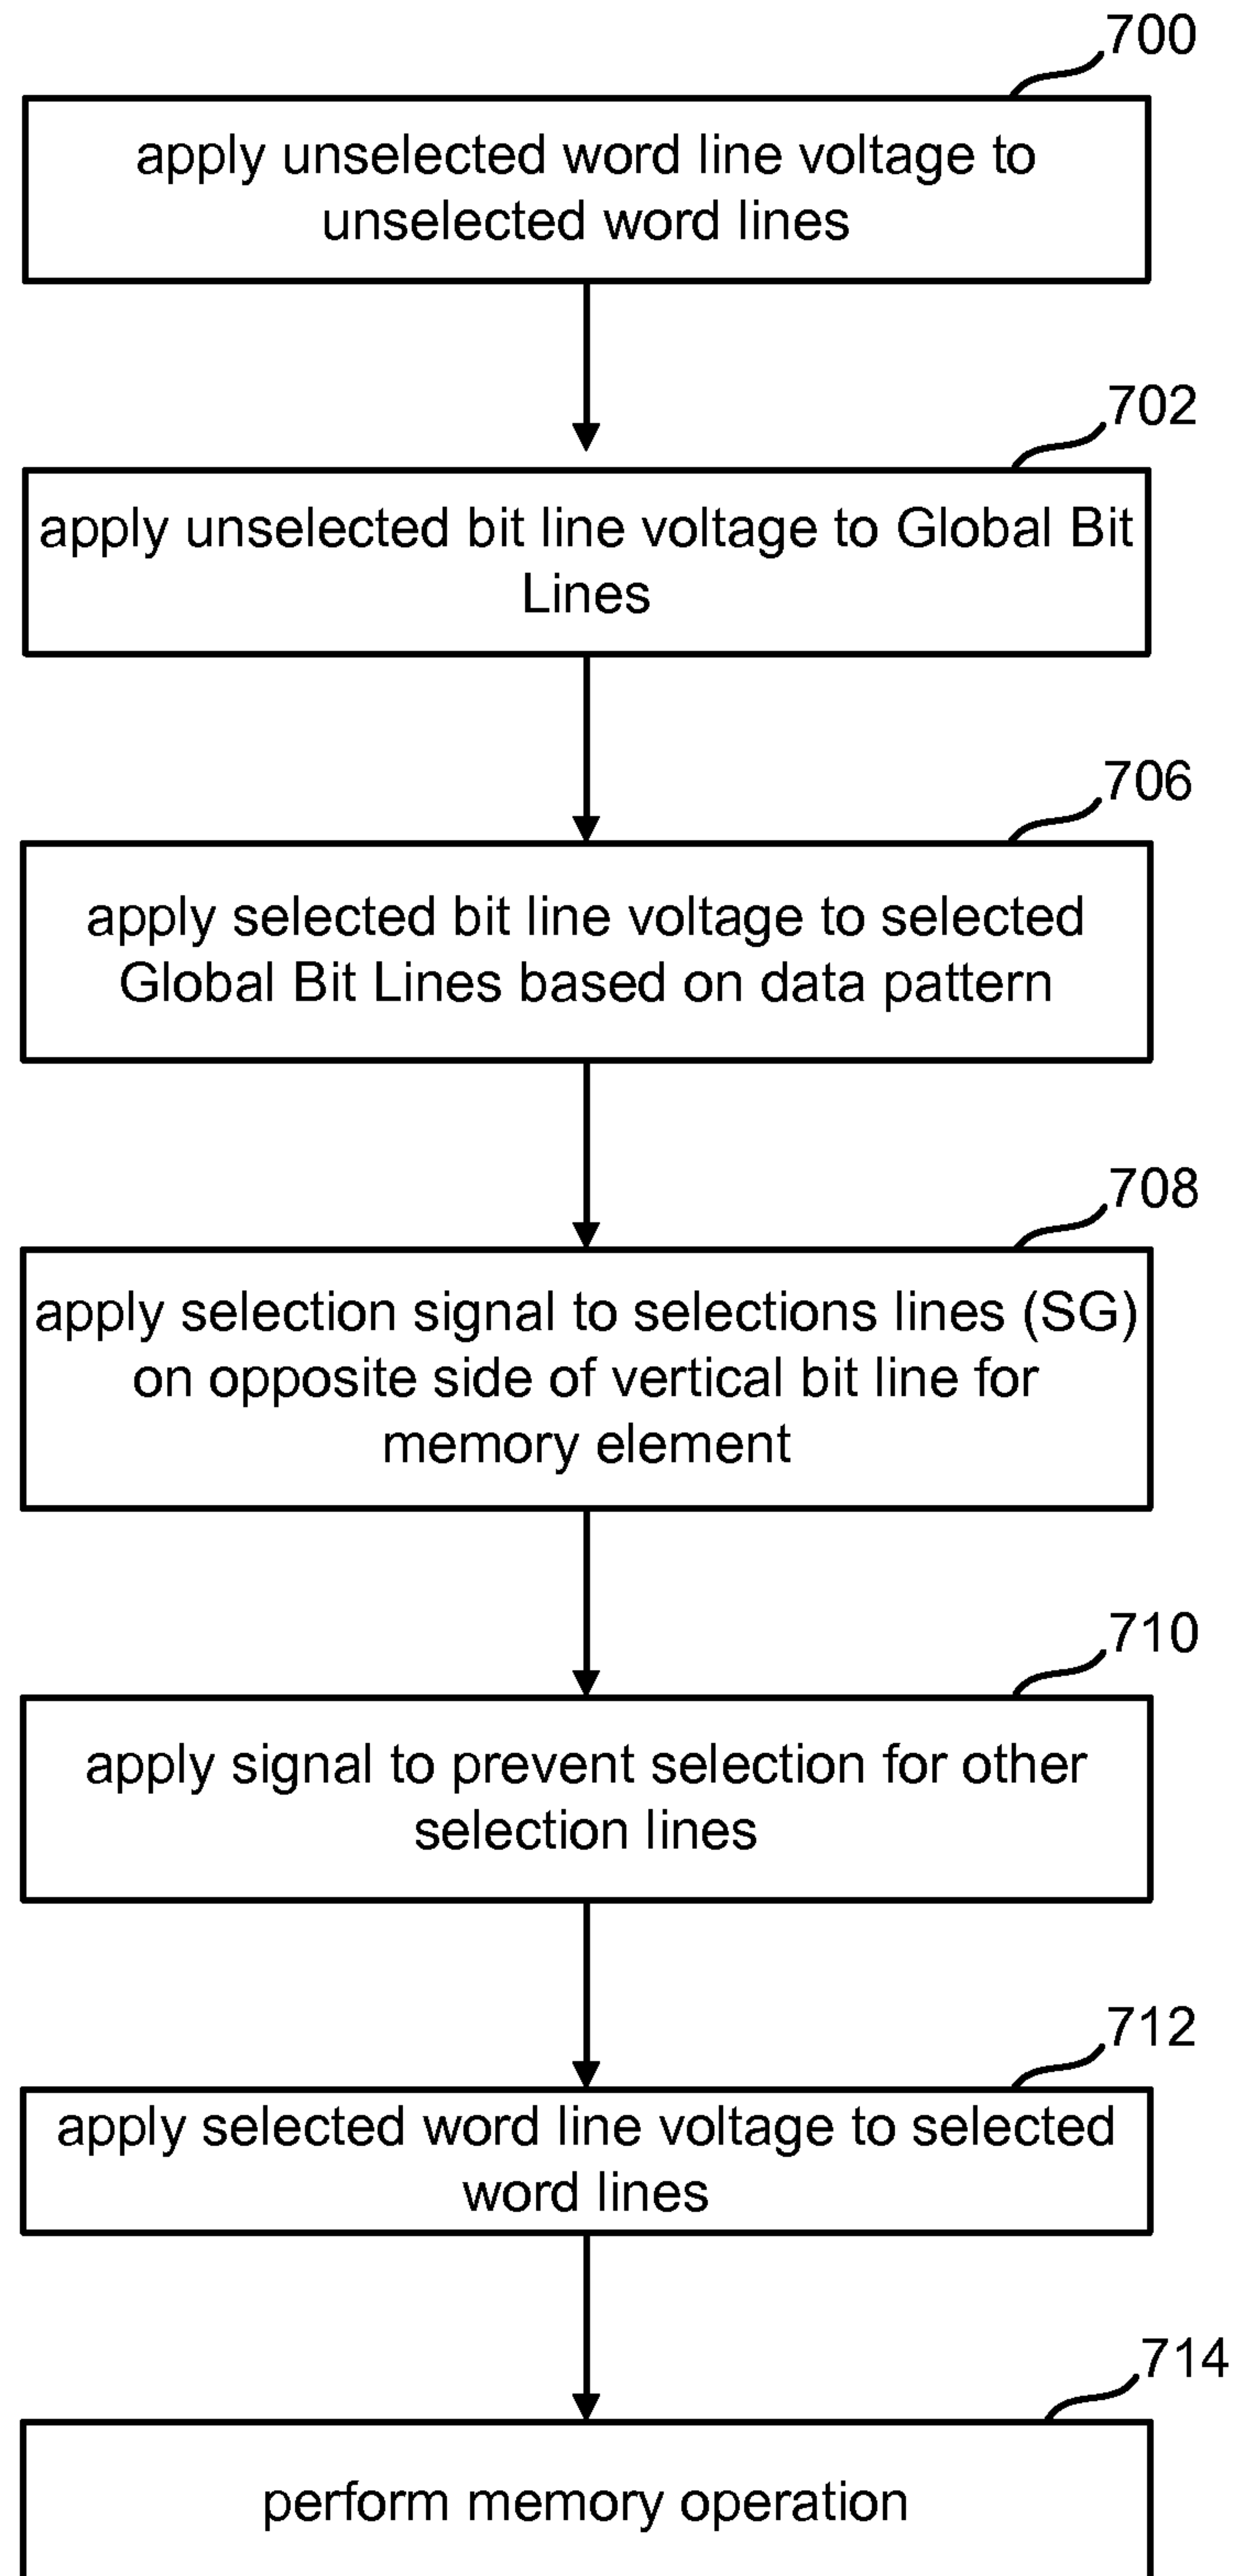 700
apply unselected word line voltage to
unselected word lines
702
apply unselected bit line voltage to Global Bit
Lines
706
apply selected bit line voltage to selected
Global Bit Lines based on data pattern
708
apply selection signal to selections lines (SG)
on opposite side of vertical bit line for
memory element
710
apply signal to prevent selection for other
selection lines
712
apply selected word line voltage to selected
word lines
714
perform memory operation